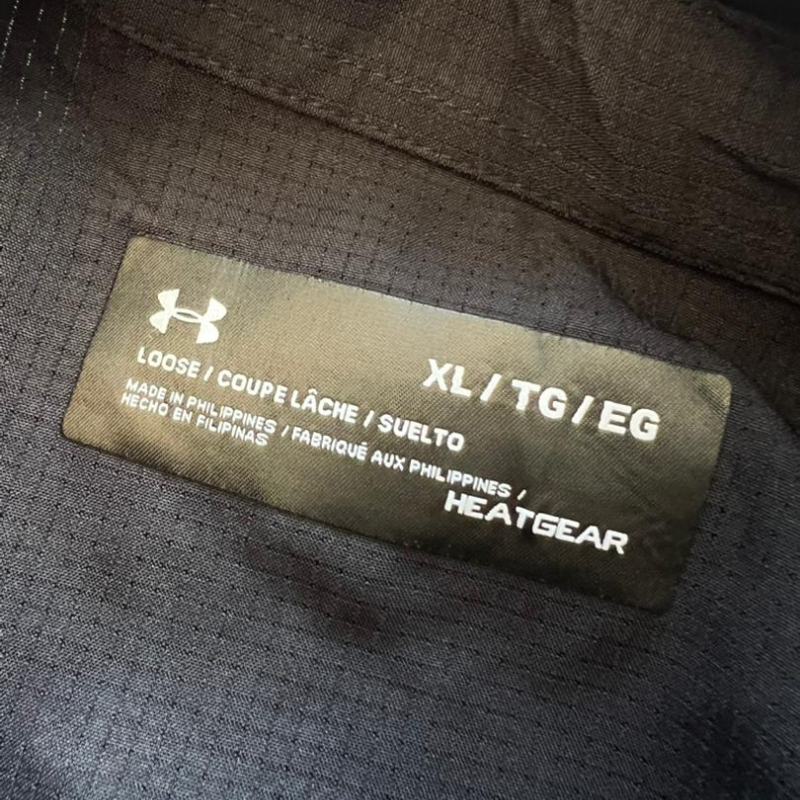 XL / TG / EG
LOOSE / COUPE LÂCHE / SUELTO
MADE IN PHILIPPINES / FABRIQUÉ AUX PHILIPPINES /
HECHO EN FILIPINAS
HEATGEAR